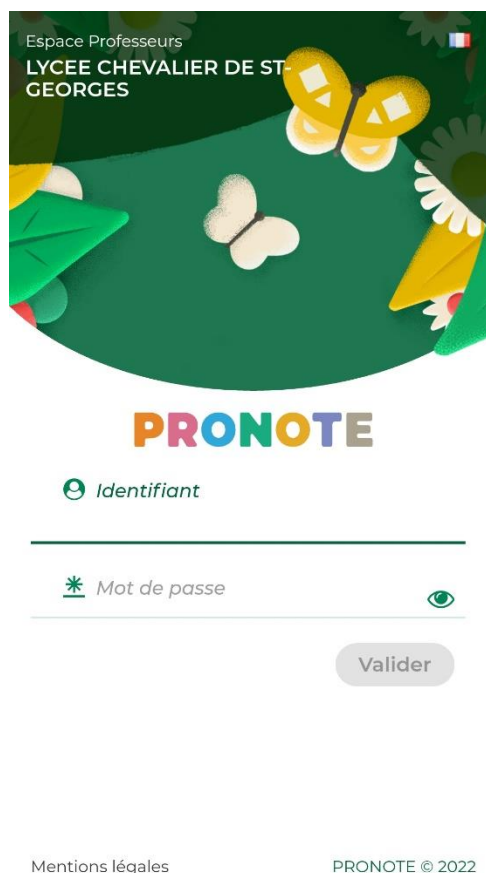 Espace Professeurs
LYCEE CHEVALIER DE ST-
GEORGES
PRONOTE
Identifiant
Mot de passe
Valider
Mentions légales
PRONOTE © 2022